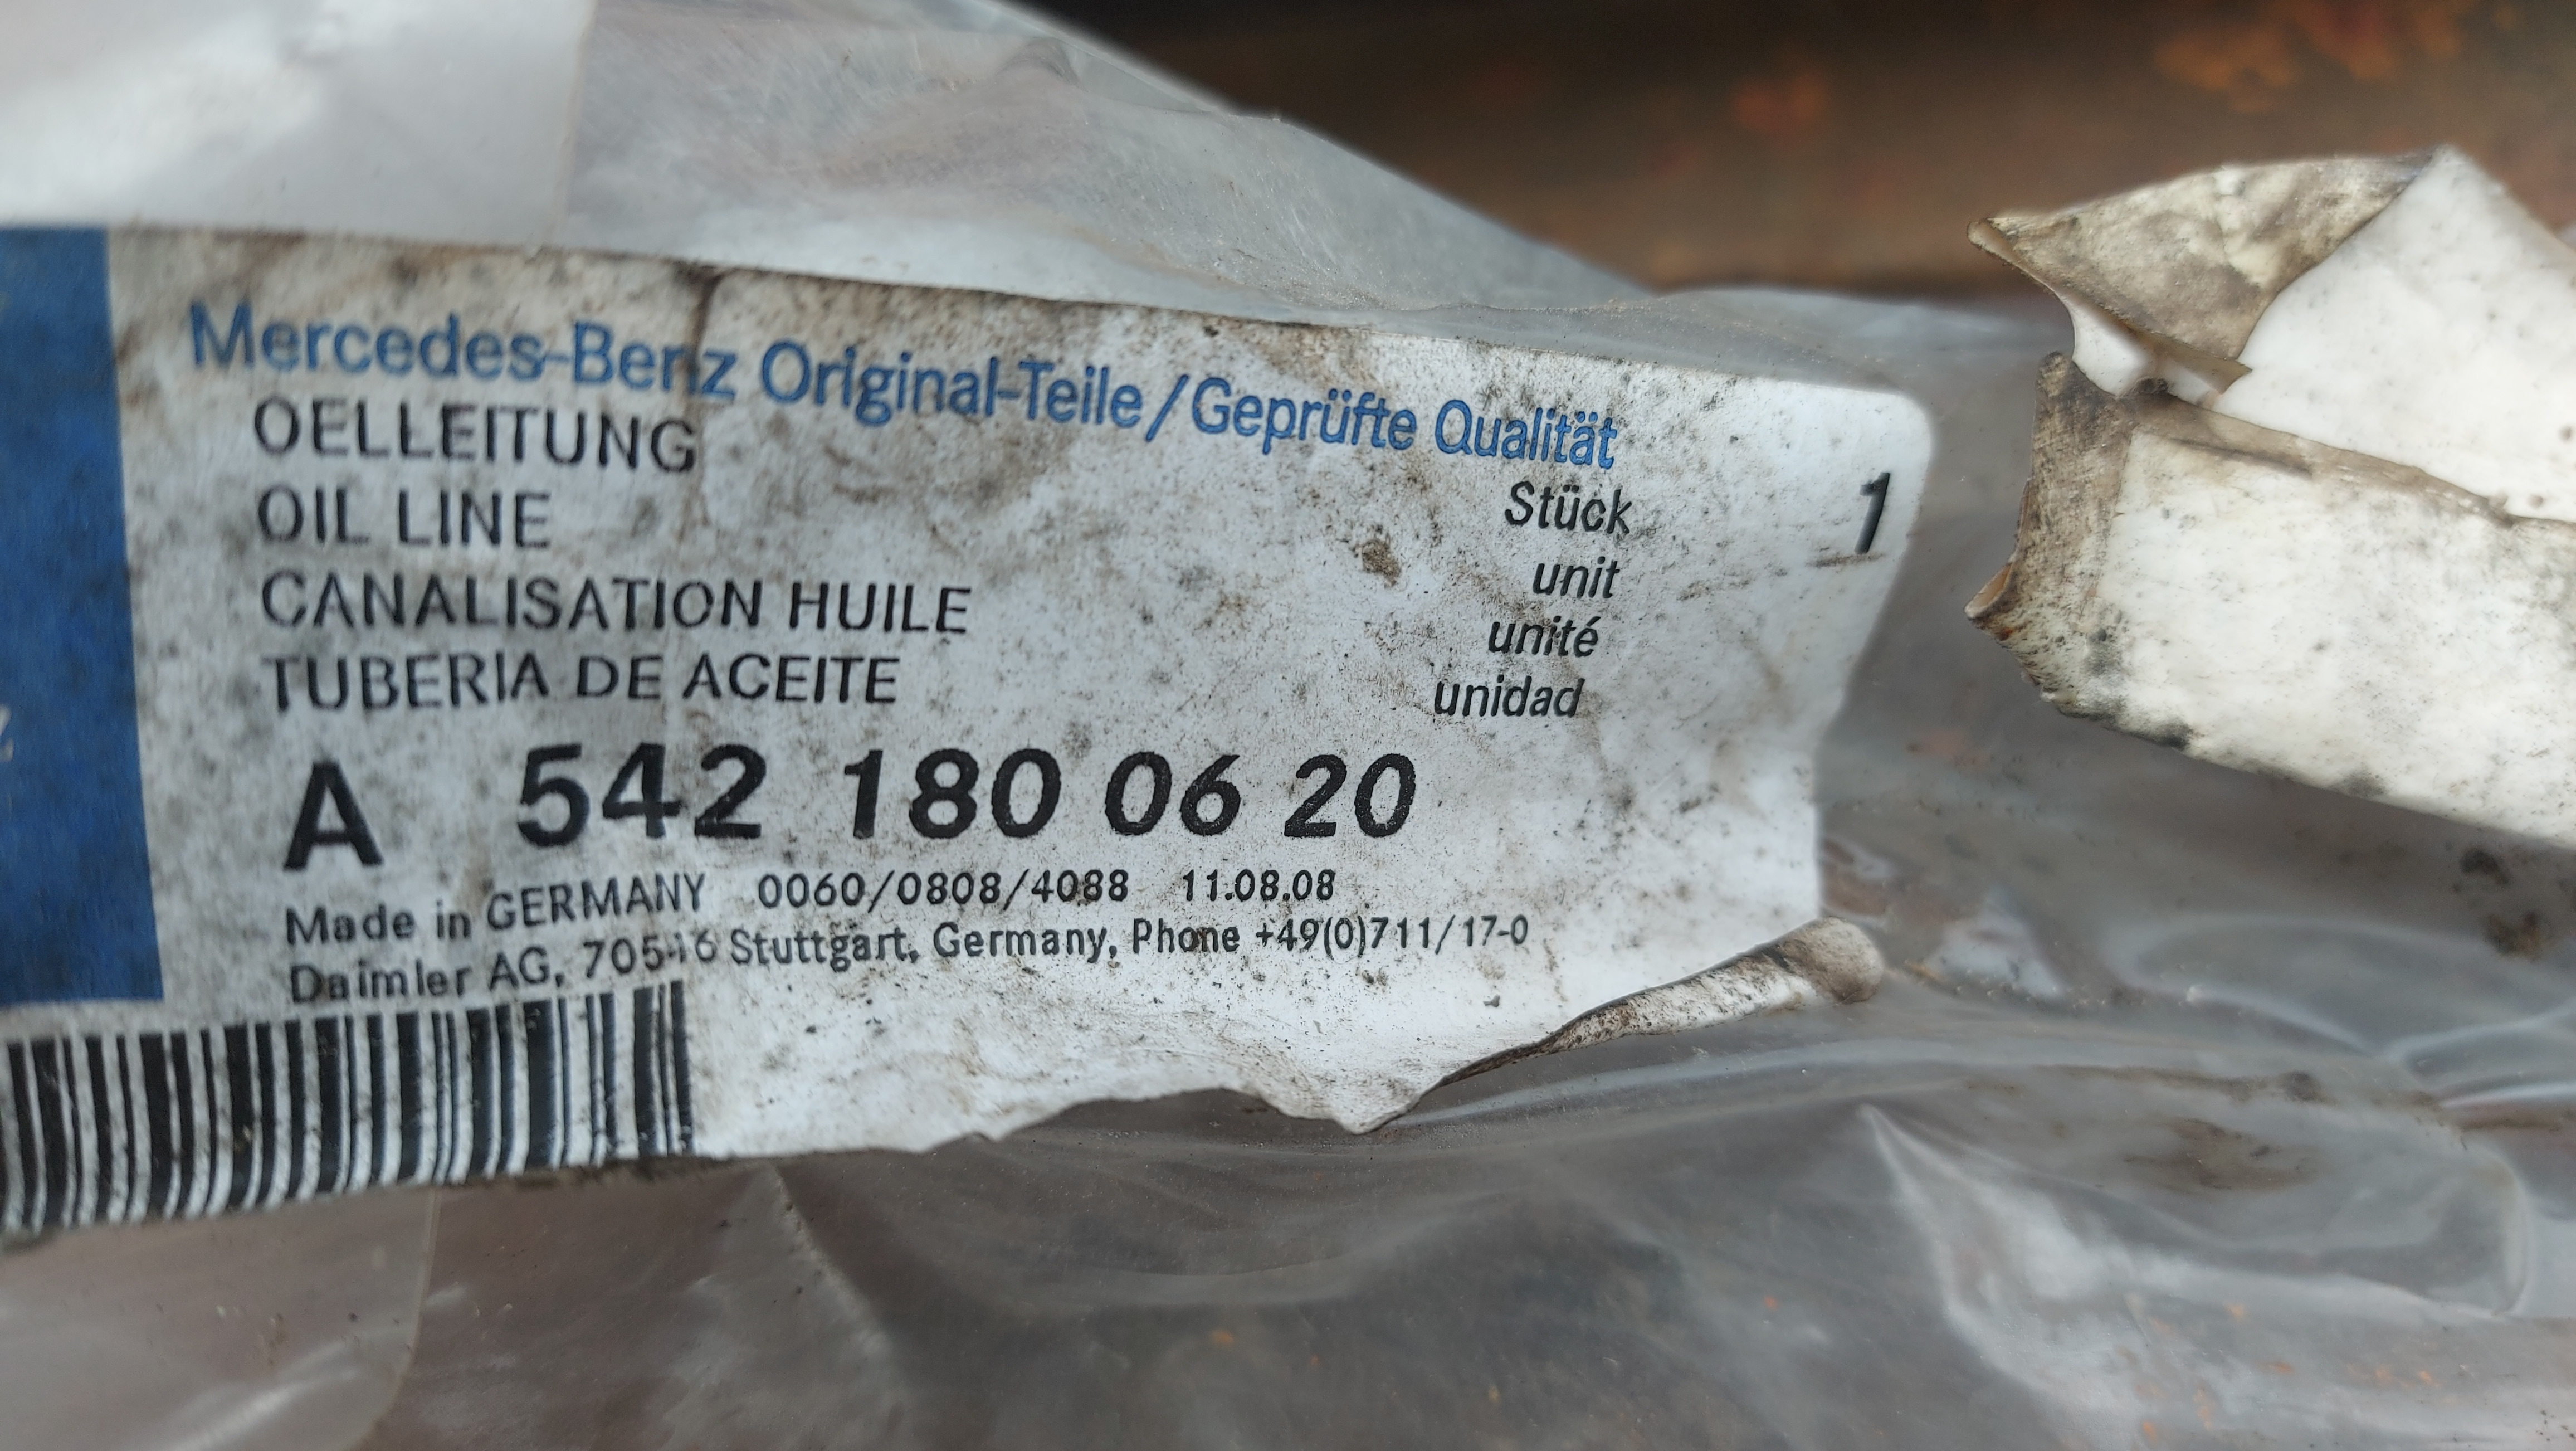 Mercedes-Benz Original-Teile/Geprüfte Qualität
OELLEITUNG
OIL LINE
CANALISATION HUILE
TUBERIA DE ACEITE
Stück 1
unit
unité
unidad
A 542 180 06 20
Made in GERMANY 0060/0808/4088 11.08.08
Daimler AG, 70546 Stuttgart, Germany, Phone +49(0)711/17-0